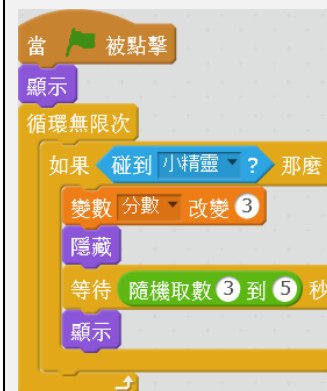 當 被點擊
顯示
循環無限次
如果 碰到 小精靈 ? 那麼
變數 分數 改變 3
隱藏
等待 隨機取數 3 到 5 秒
顯示